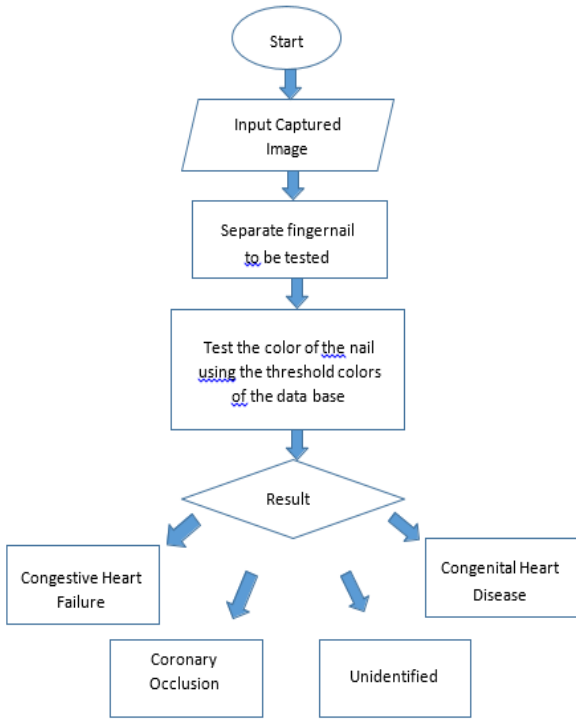 Start
Input Captured
Image
Separate fingernail
to be tested
Test the color of the nail
using the threshold colors
of the data base
Result
Congestive Heart
Failure
Congenital Heart
Disease
Coronary
Occlusion
Unidentified